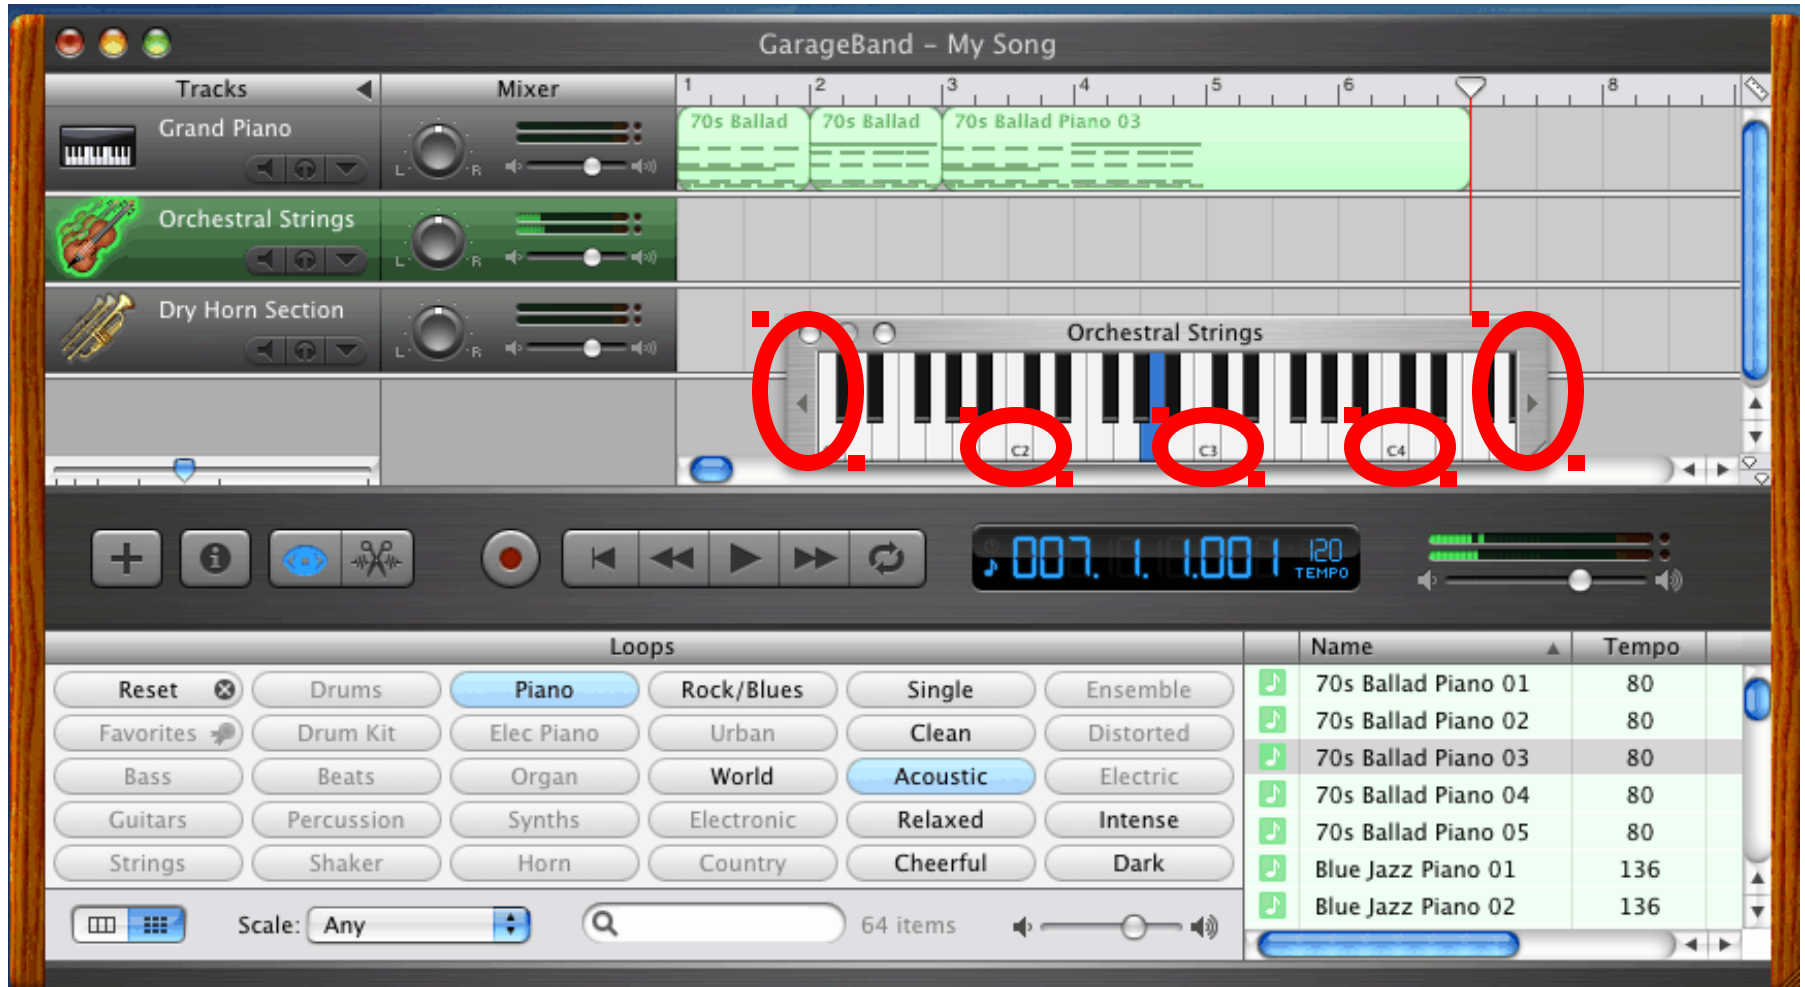 GarageBand – My Song
Tracks Mixer 1 2 3 4 5 6 8
Grand Piano
L R
70s Ballad 70s Ballad 70s Ballad Piano 03
Orchestral Strings
L R
Dry Horn Section
L R
Orchestral Strings
C2 C3 C4
007. 1. 1.001 120
TEMPO
Loops
Reset Drums Piano Rock/Blues Single Ensemble
Favorites Drum Kit Elec Piano Urban Clean Distorted
Bass Beats Organ World Acoustic Electric
Guitars Percussion Synths Electronic Relaxed Intense
Strings Shaker Horn Country Cheerful Dark
Scale: Any 64 items
Name Tempo
70s Ballad Piano 01 80
70s Ballad Piano 02 80
70s Ballad Piano 03 80
70s Ballad Piano 04 80
70s Ballad Piano 05 80
Blue Jazz Piano 01 136
Blue Jazz Piano 02 136